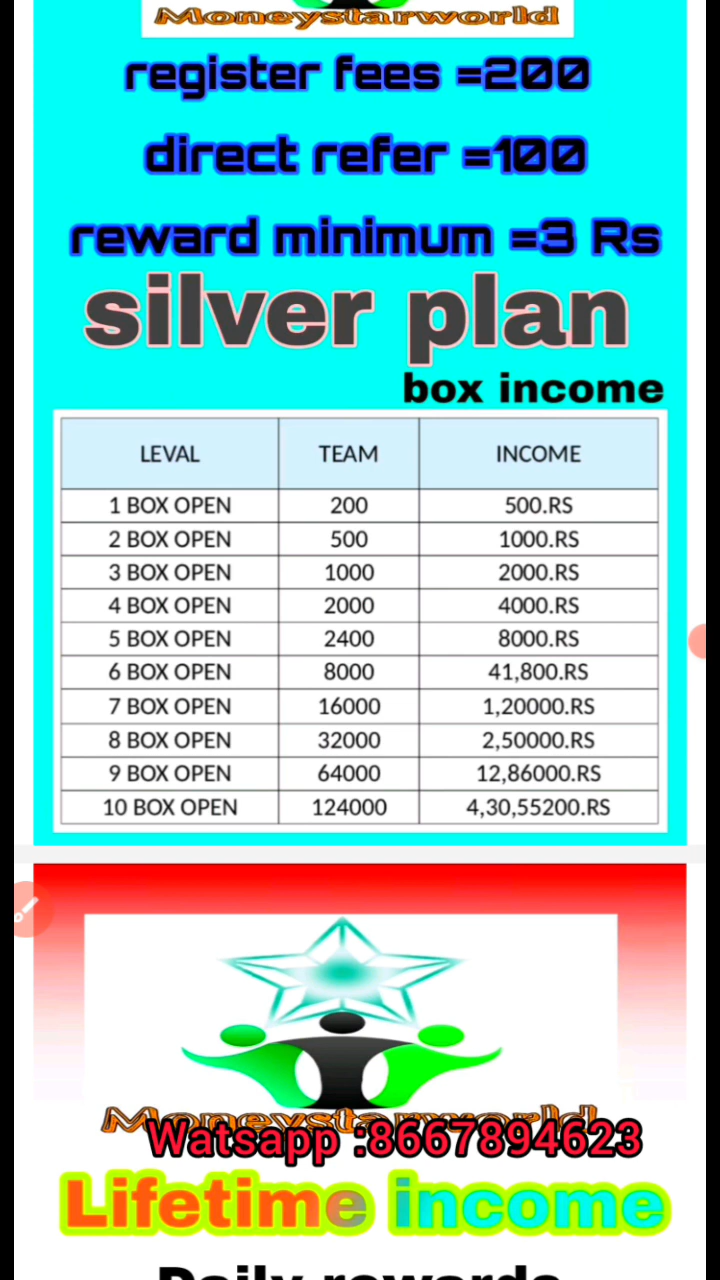 Moneystarworld
register fees =200
direct refer =100
reward minimum =3 Rs
silver plan
box income
LEVAL TEAM INCOME
1 BOX OPEN 200 500.RS
2 BOX OPEN 500 1000.RS
3 BOX OPEN 1000 2000.RS
4 BOX OPEN 2000 4000.RS
5 BOX OPEN 2400 8000.RS
6 BOX OPEN 8000 41,800.RS
7 BOX OPEN 16000 1,20000.RS
8 BOX OPEN 32000 2,50000.RS
9 BOX OPEN 64000 12,86000.RS
10 BOX OPEN 124000 4,30,55200.RS
Moneystarworld
Watsapp :8667894623
Lifetime income
Daily rewards